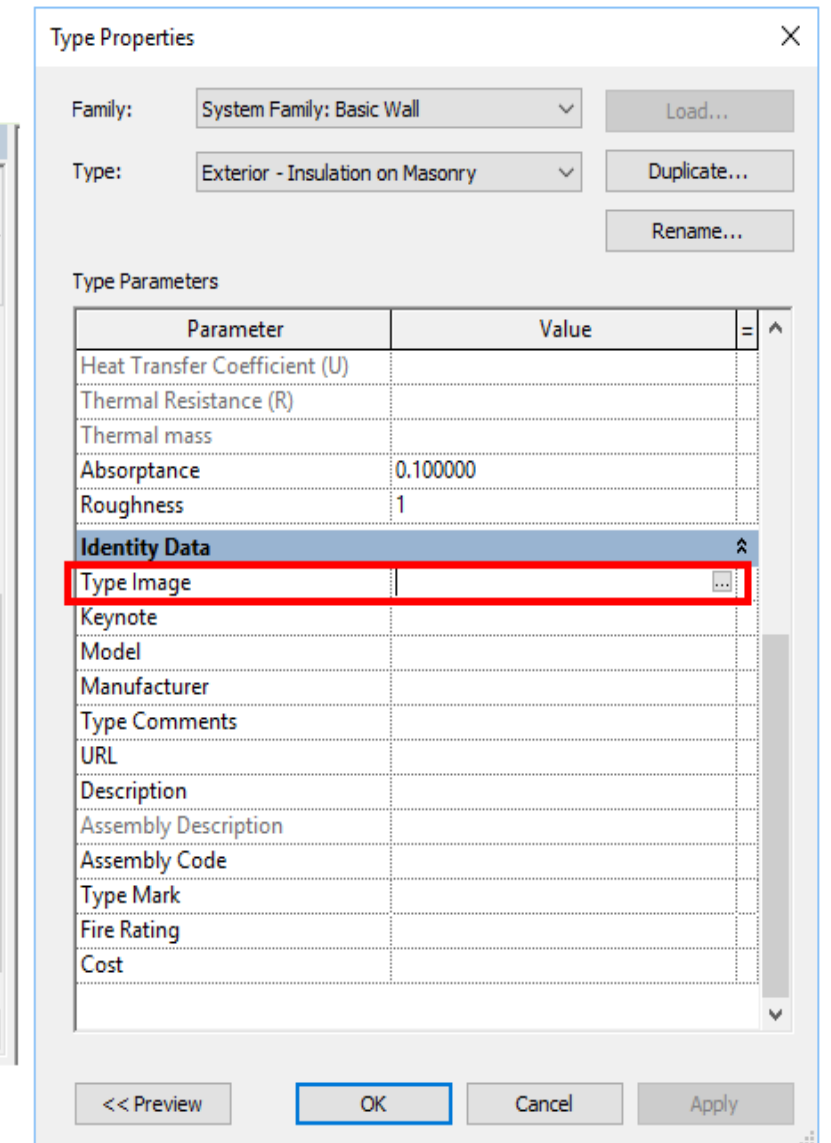 Type Properties
Family: System Family: Basic Wall Load...
Type: Exterior - Insulation on Masonry Duplicate...
Rename...
Type Parameters
Parameter Value =
Heat Transfer Coefficient (U)
Thermal Resistance (R)
Thermal mass
Absorptance 0.100000
Roughness 1
Identity Data
Type Image ...
Keynote
Model
Manufacturer
Type Comments
URL
Description
Assembly Description
Assembly Code
Type Mark
Fire Rating
Cost
<< Preview OK Cancel Apply